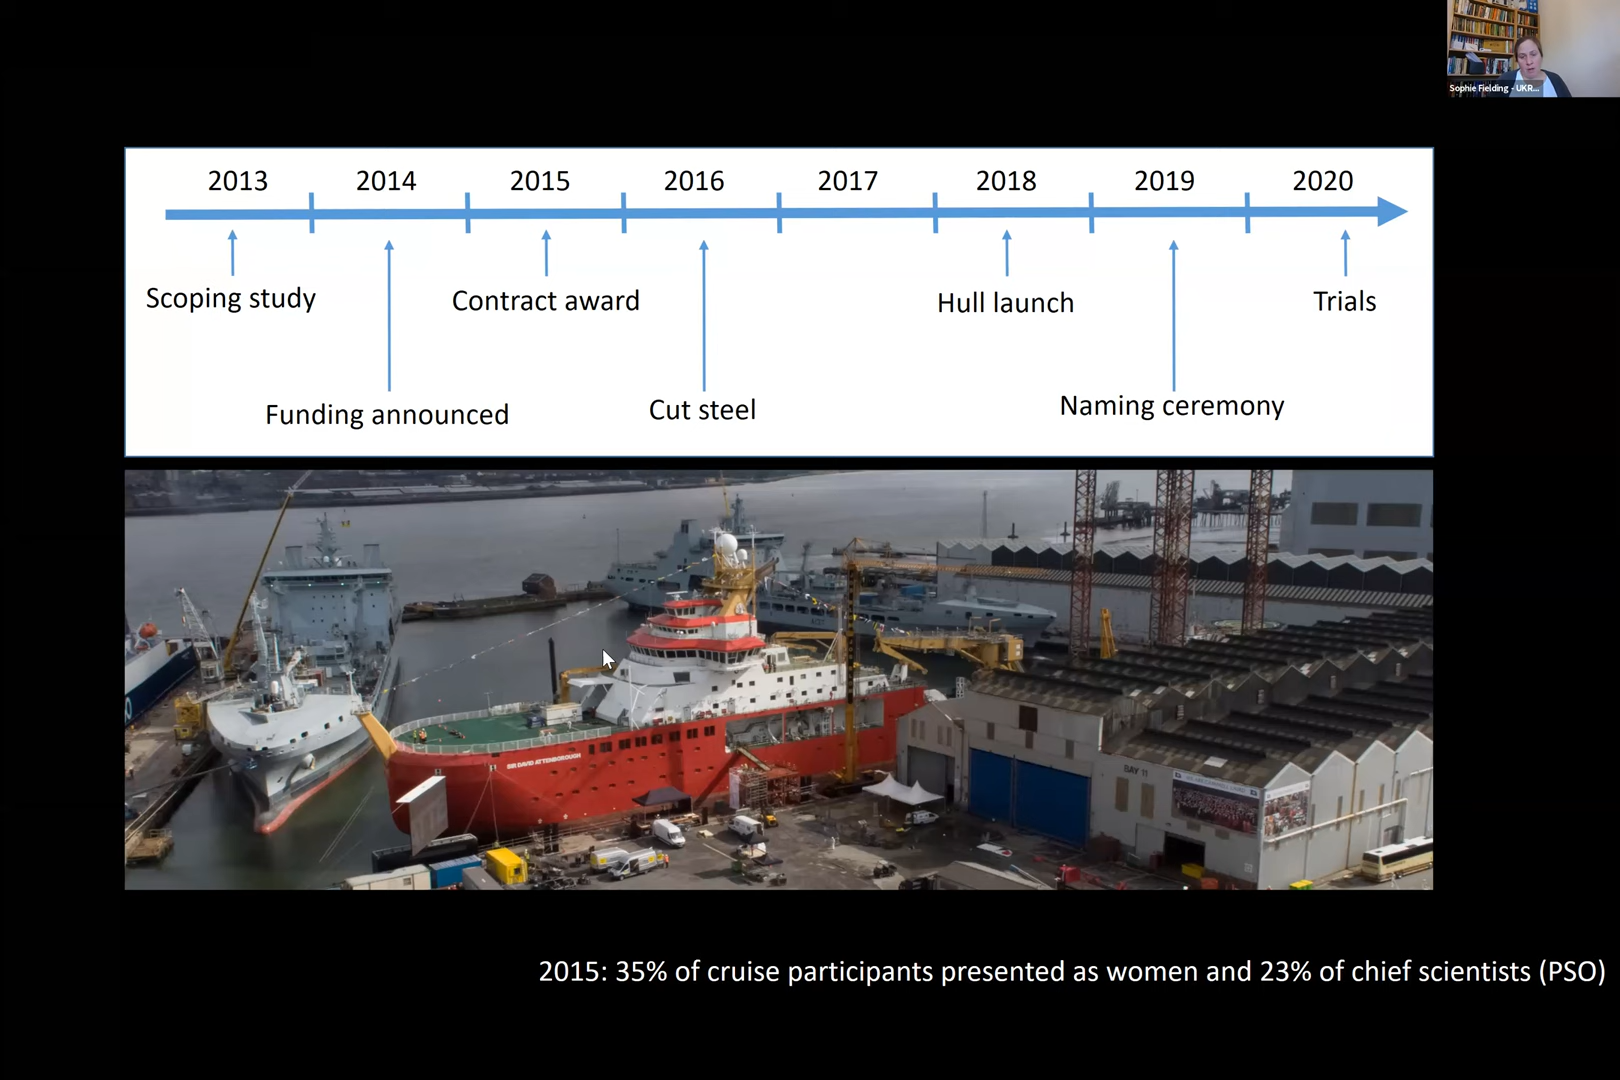 Sophie Fielding - UKR...
2013 2014 2015 2016 2017 2018 2019 2020
Scoping study
Contract award
Hull launch
Trials
Funding announced
Cut steel
Naming ceremony
SIR DAVID ATTENBOROUGH
BAY 11
2015: 35% of cruise participants presented as women and 23% of chief scientists (PSO)